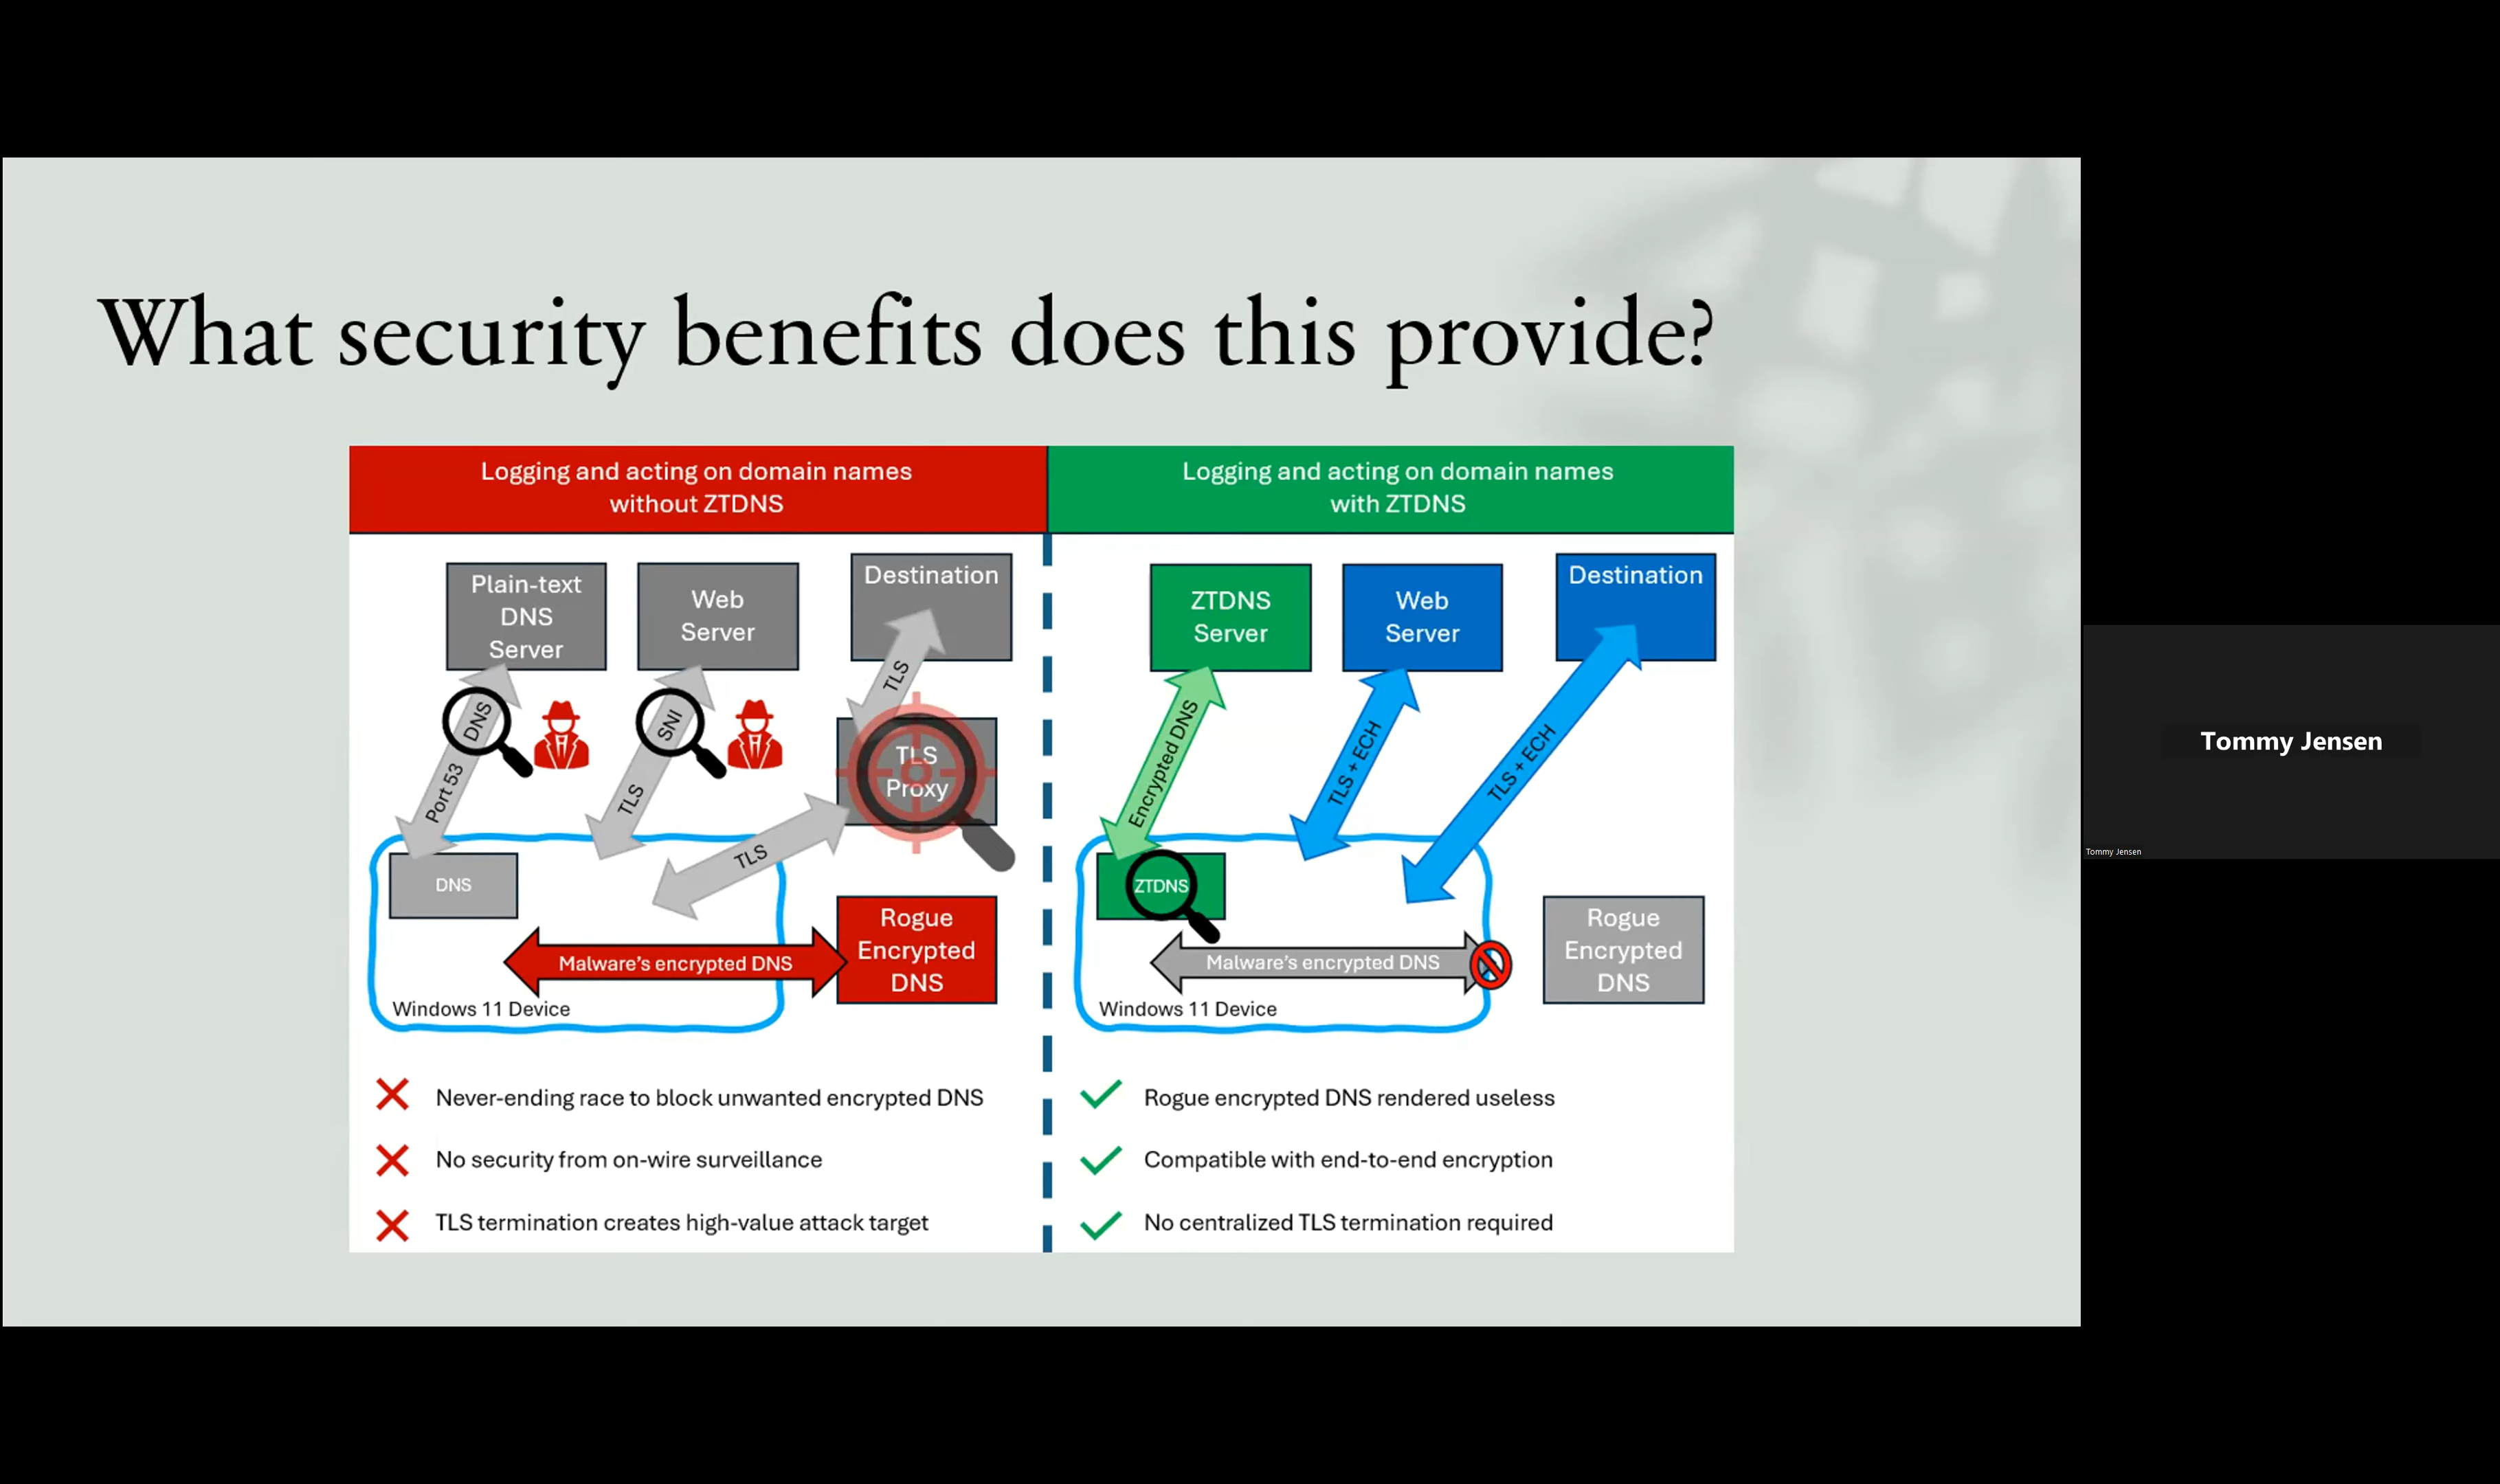 What security benefits does this provide?
Logging and acting on domain names
without ZTDNS
Plain-text
DNS
Server
Web
Server
Destination
TLS
DNS
Port 53
SNI
TLS
TLS
Proxy
TLS
DNS
Malware's encrypted DNS
Rogue
Encrypted
DNS
Windows 11 Device
Never-ending race to block unwanted encrypted DNS
No security from on-wire surveillance
TLS termination creates high-value attack target
Logging and acting on domain names
with ZTDNS
ZTDNS
Server
Web
Server
Destination
Encrypted DNS
TLS + ECH
TLS + ECH
ZTDNS
Malware's encrypted DNS
Rogue
Encrypted
DNS
Windows 11 Device
Rogue encrypted DNS rendered useless
Compatible with end-to-end encryption
No centralized TLS termination required
Tommy Jensen
Tommy Jensen